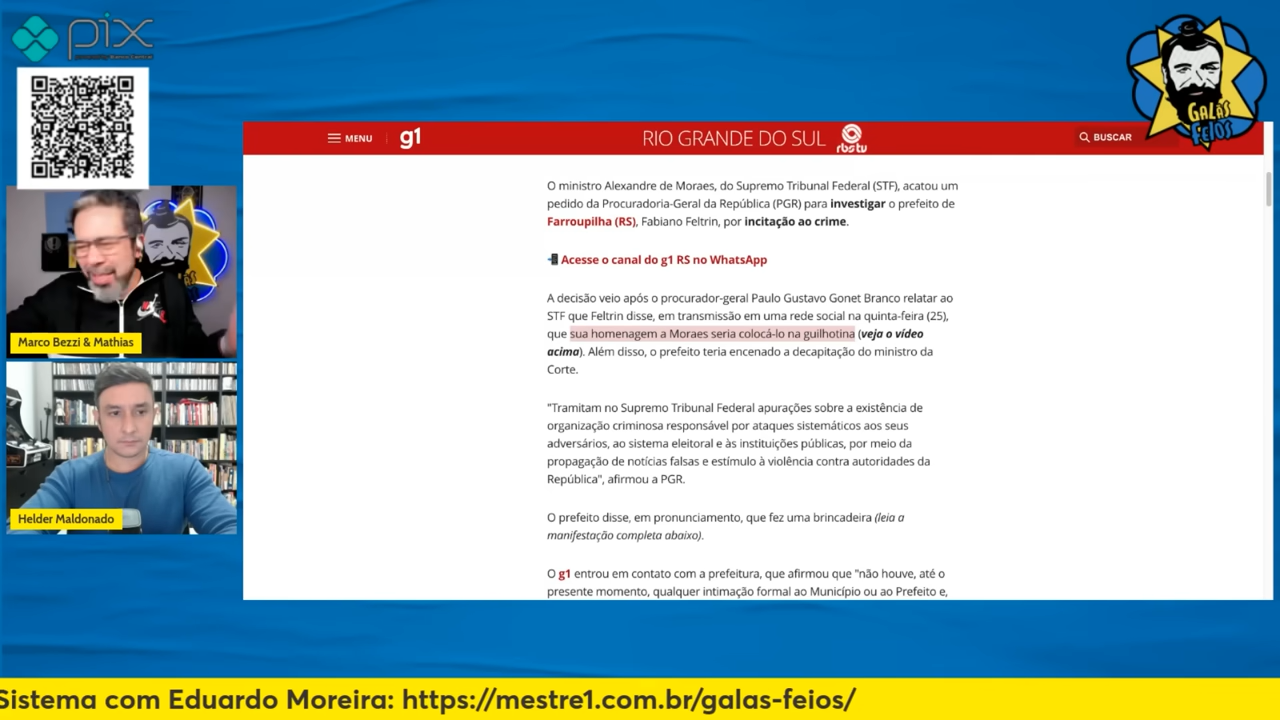 pix
GALÃS
FEIOS
MENU
g1
RIO GRANDE DO SUL
rbstv
BUSCAR
O ministro Alexandre de Moraes, do Supremo Tribunal Federal (STF), acatou um
pedido da Procuradoria-Geral da República (PGR) para investigar o prefeito de
Farroupilha (RS), Fabiano Feltrin, por incitação ao crime.
Acesse o canal do g1 RS no WhatsApp
A decisão veio após o procurador-geral Paulo Gustavo Gonet Branco relatar ao
STF que Feltrin disse, em transmissão em uma rede social na quinta-feira (25),
que sua homenagem a Moraes seria colocá-lo na guilhotina (veja o vídeo
acima). Além disso, o prefeito teria encenado a decapitação do ministro da
Corte.
"Tramitam no Supremo Tribunal Federal apurações sobre a existência de
organização criminosa responsável por ataques sistemáticos aos seus
adversários, ao sistema eleitoral e às instituições públicas, por meio da
propagação de notícias falsas e estímulo à violência contra autoridades da
República", afirmou a PGR.
O prefeito disse, em pronunciamento, que fez uma brincadeira (leia a
manifestação completa abaixo).
O g1 entrou em contato com a prefeitura, que afirmou que "não houve, até o
presente momento, qualquer intimação formal ao Município ou ao Prefeito e,
Marco Bezzi & Mathias
Helder Maldonado
Sistema com Eduardo Moreira: https://mestre1.com.br/galas-feios/